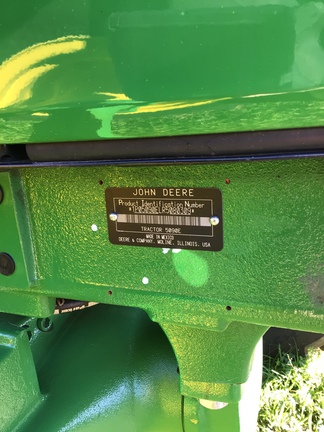 JOHN DEERE
Product Identification Number
TRACTOR 5090E
MADE IN MEXICO
DEERE & COMPANY, MOLINE, ILLINOIS, USA